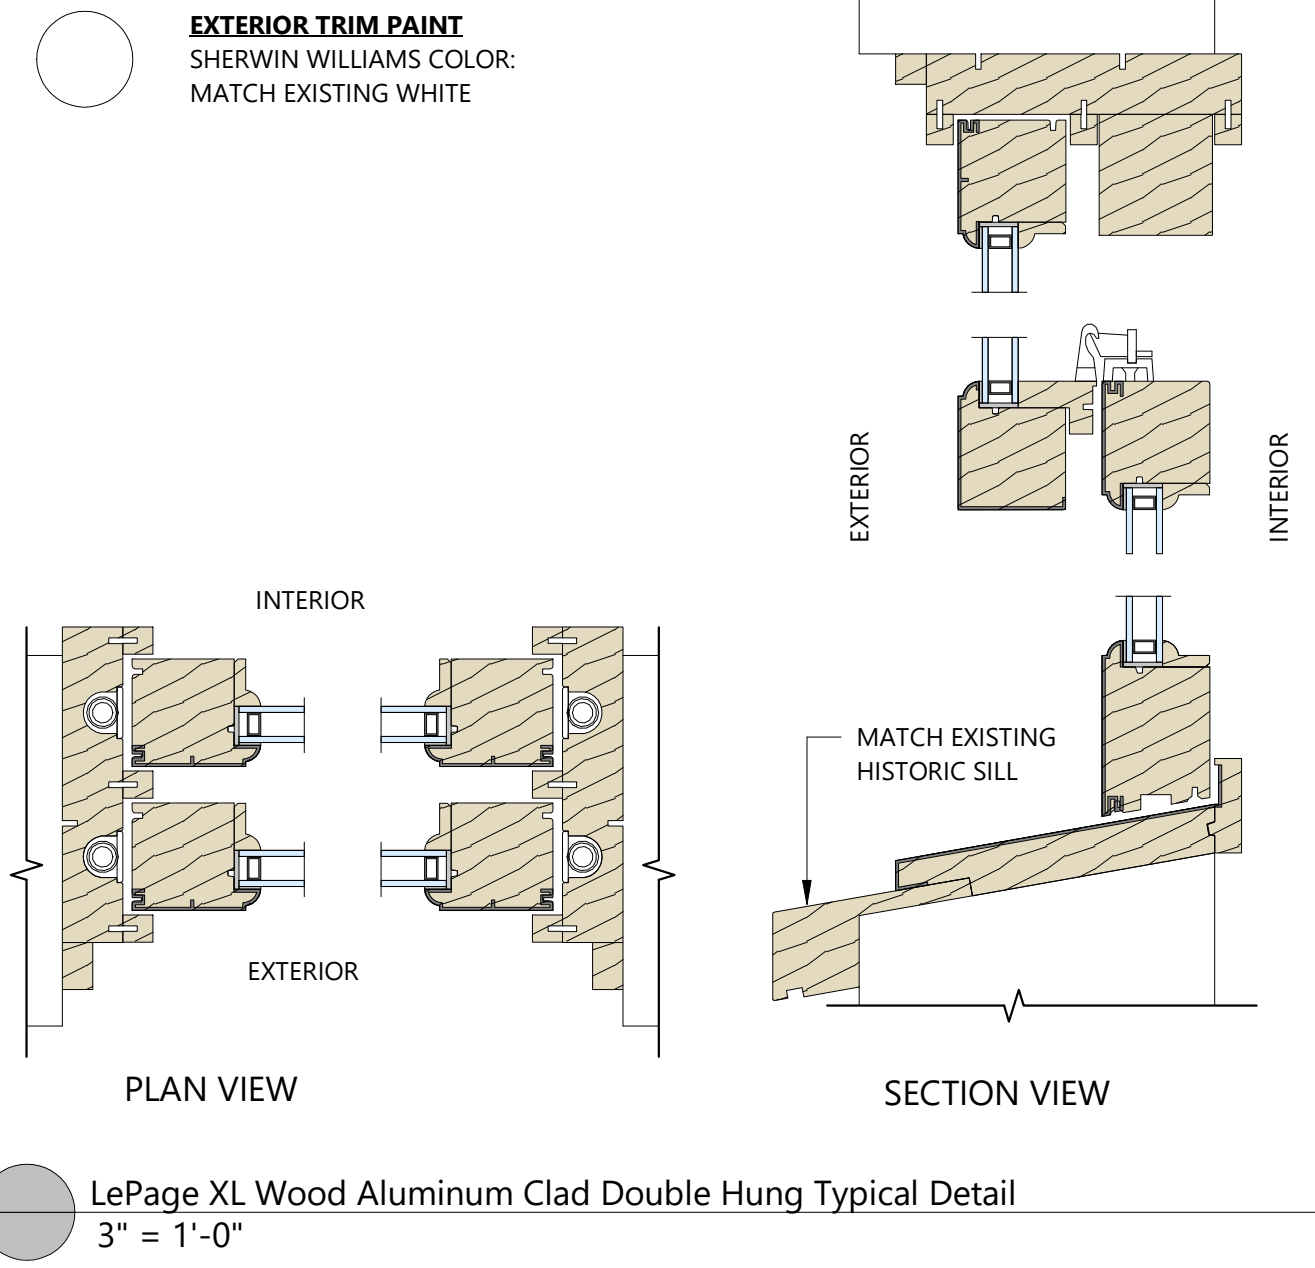 EXTERIOR TRIM PAINT
SHERWIN WILLIAMS COLOR:
MATCH EXISTING WHITE
EXTERIOR
INTERIOR
INTERIOR
MATCH EXISTING
HISTORIC SILL
EXTERIOR
PLAN VIEW
SECTION VIEW
LePage XL Wood Aluminum Clad Double Hung Typical Detail
3" = 1'-0"